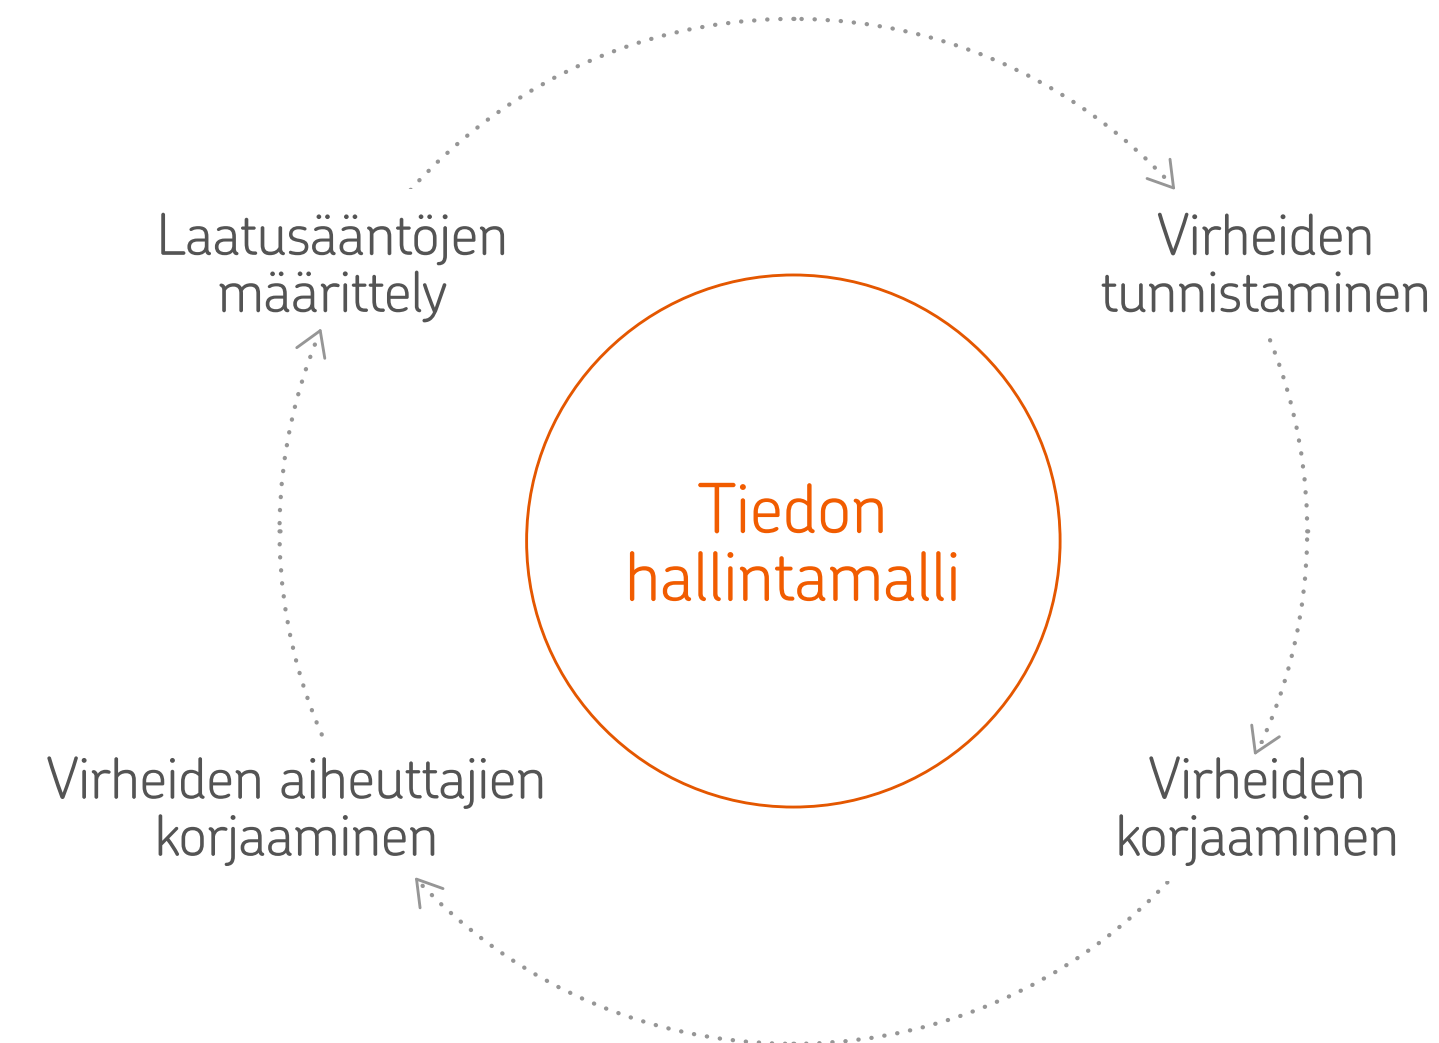 Laatusääntöjen
määrittely
Virheiden
tunnistaminen
Tiedon
hallintamalli
Virheiden aiheuttajien
korjaaminen
Virheiden
korjaaminen